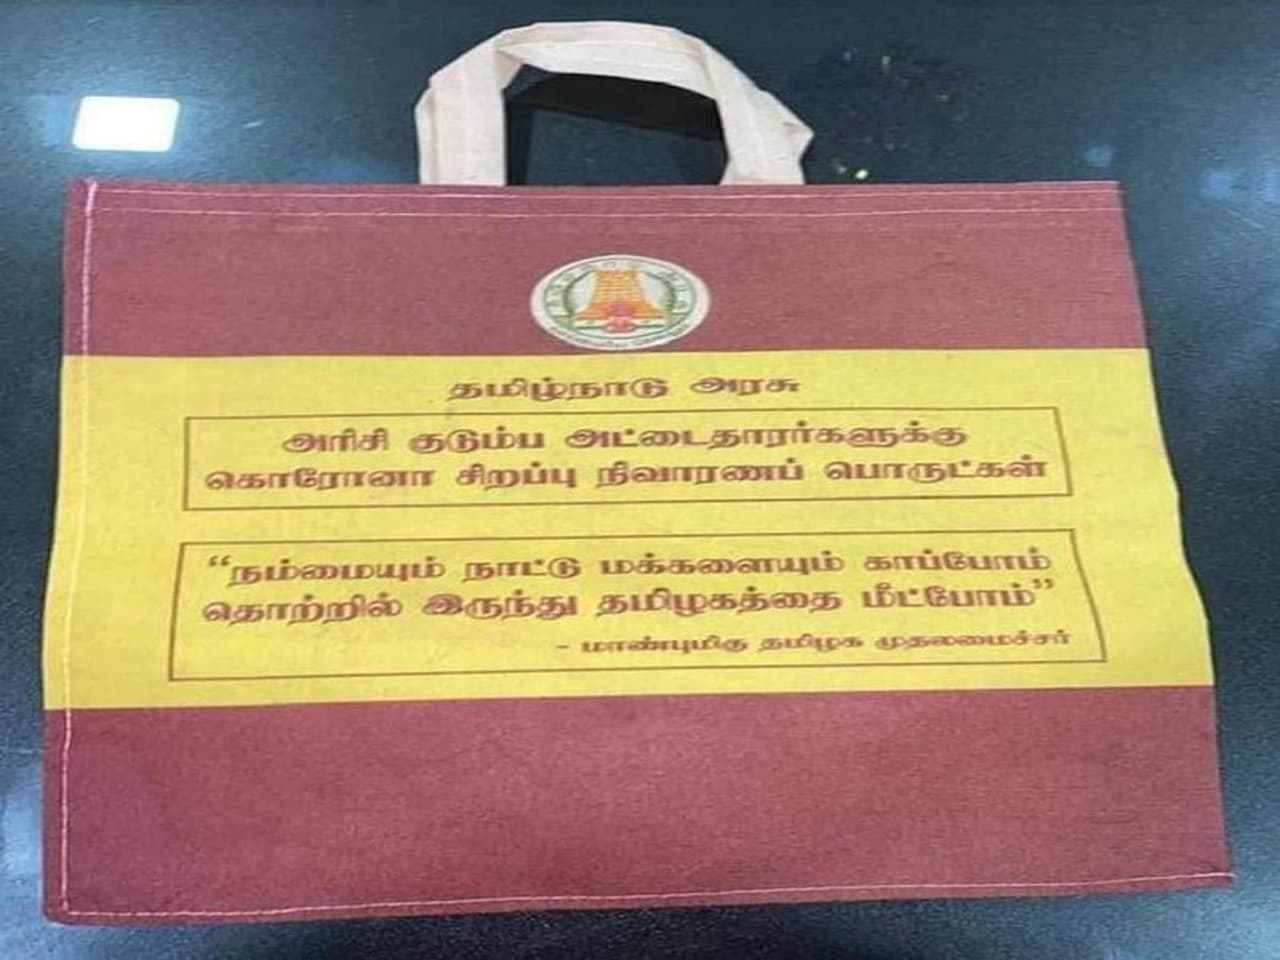 தமிழ்நாடு அரசு
அரிசி குடும்ப அட்டைதாரர்களுக்கு
கொரோனா சிறப்பு நிவாரணப் பொருட்கள்
“நம்மையும் நாட்டு மக்களையும் காப்போம்
தொற்றில் இருந்து தமிழகத்தை மீட்போம்”
- மாண்புமிகு தமிழக முதலமைச்சர்